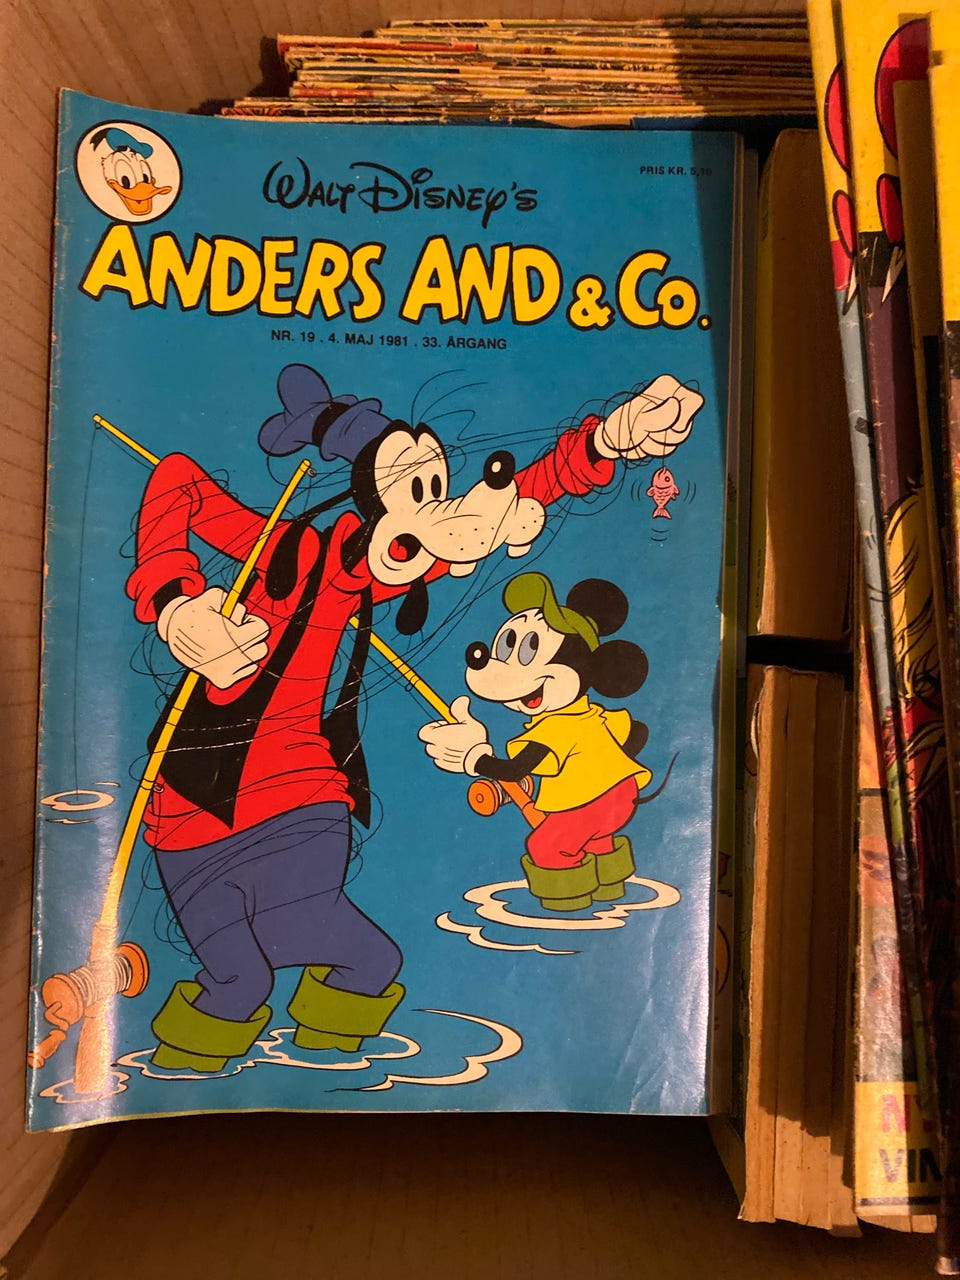 PRIS KR. 5,10
WALT DISNEY'S
ANDERS AND & Co.
NR. 19 . 4. MAJ 1981 . 33. ÅRGANG